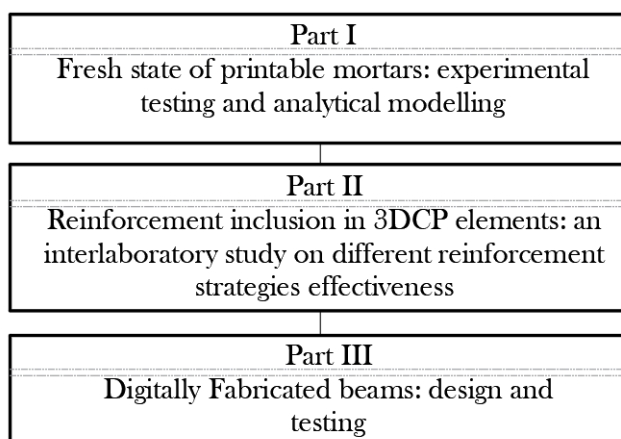 Part I
Fresh state of printable mortars: experimental
testing and analytical modelling
Part II
Reinforcement inclusion in 3DCP elements: an
interlaboratory study on different reinforcement
strategies effectiveness
Part III
Digitally Fabricated beams: design and
testing